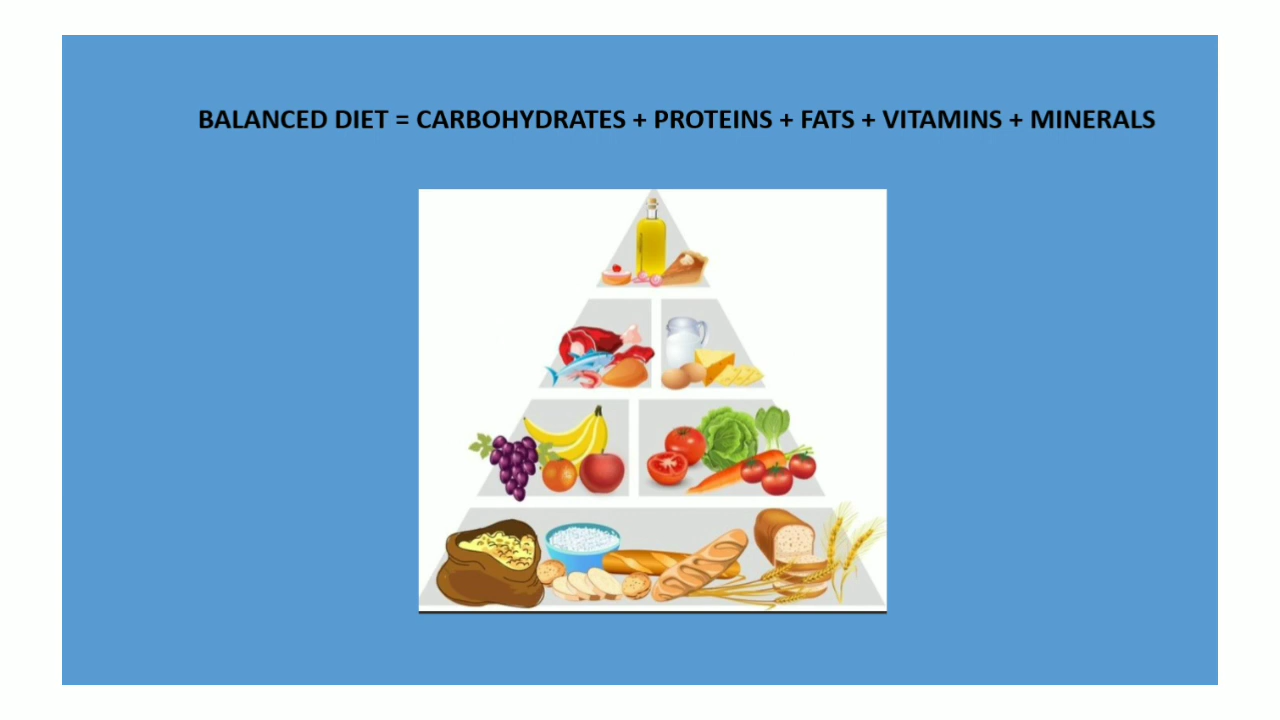 BALANCED DIET = CARBOHYDRATES + PROTEINS + FATS + VITAMINS + MINERALS